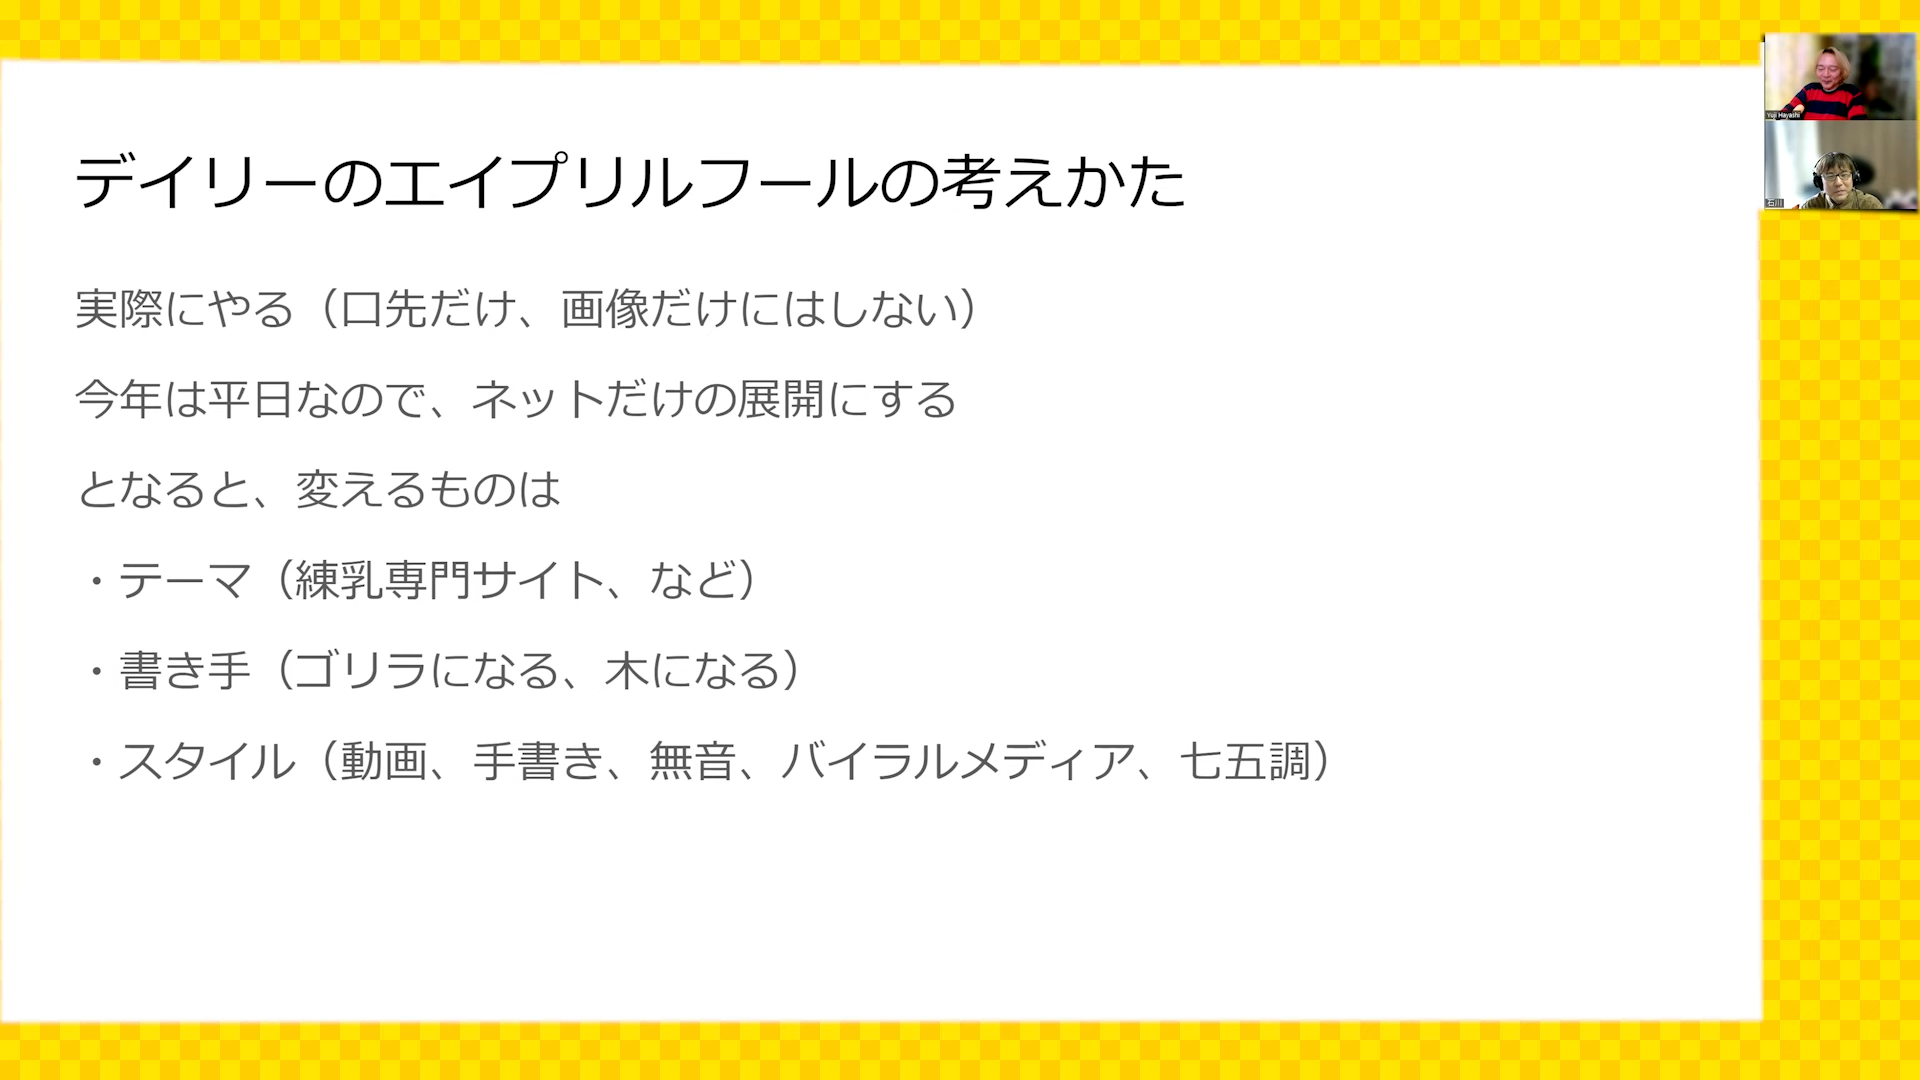 デイリーのエイプリルフールの考えかた
実際にやる（口先だけ、画像だけにはしない）
今年は平日なので、ネットだけの展開にする
となると、変えるものは
・テーマ（練乳専門サイト、など）
・書き手（ゴリラになる、木になる）
・スタイル（動画、手書き、無音、バイラルメディア、七五調）
Yuji Hayashi
石川